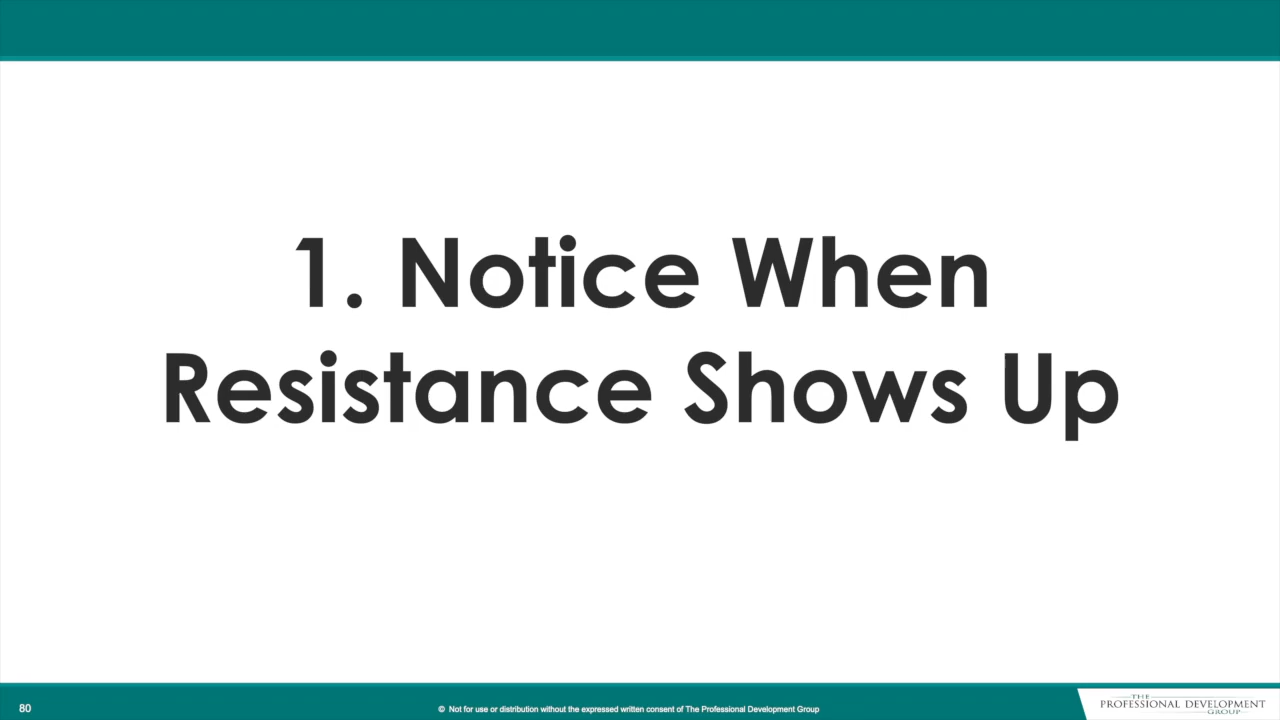 1. Notice When
Resistance Shows Up
80
© Not for use or distribution without the expressed written consent of The Professional Development Group
THE
PROFESSIONAL DEVELOPMENT
GROUP